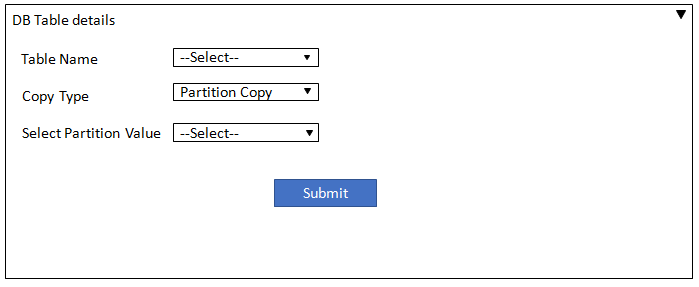 DB Table details
Table Name --Select--
Copy Type Partition Copy
Select Partition Value --Select--
Submit